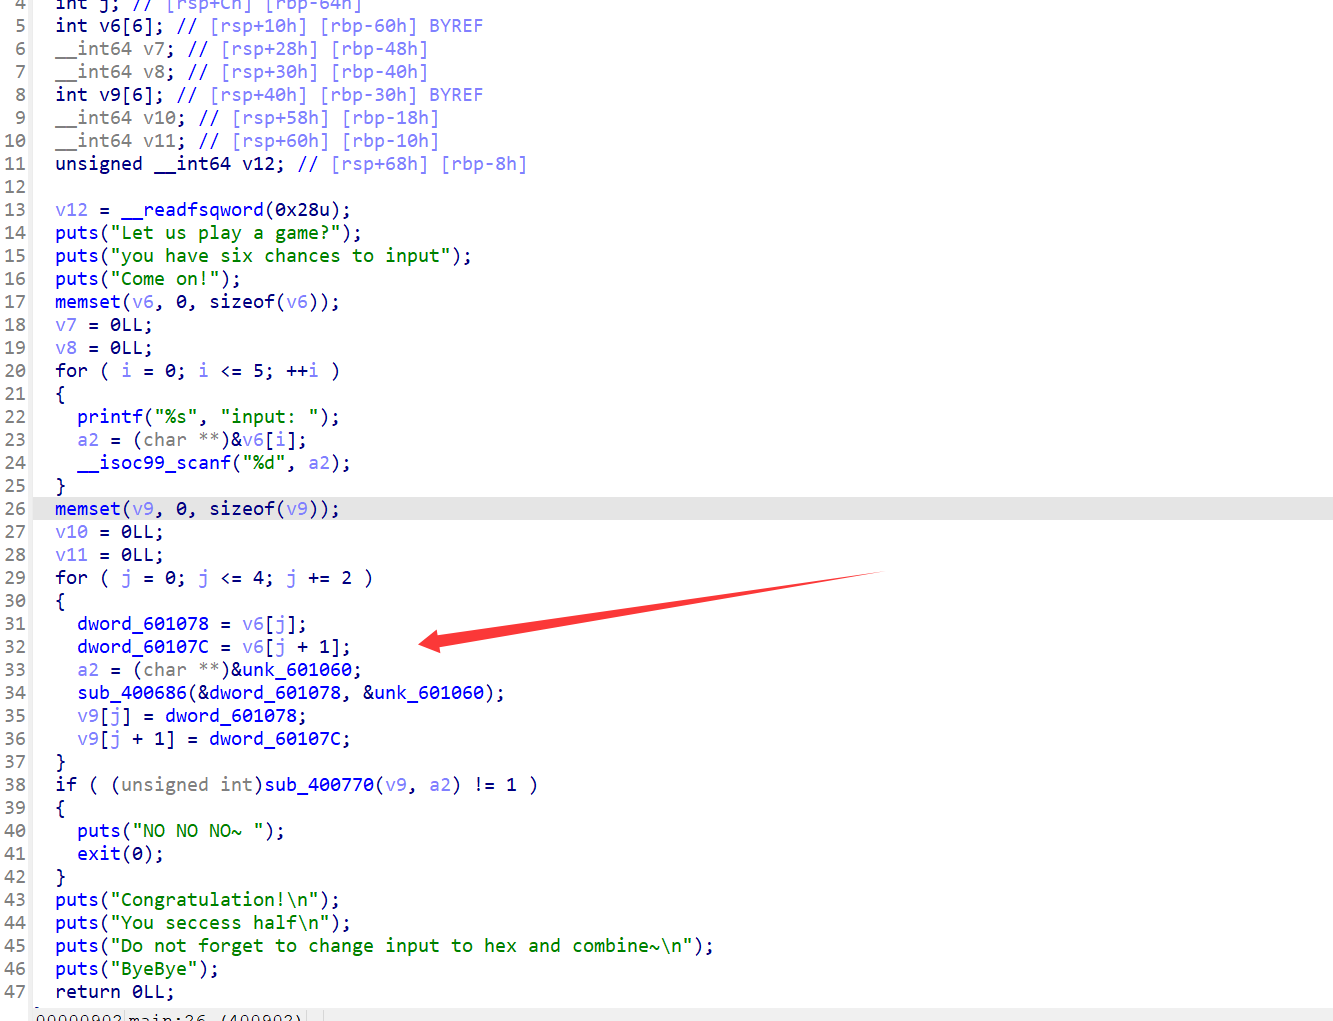 4 int j; // [rsp+Ch] [rbp-64h]
5 int v6[6]; // [rsp+10h] [rbp-60h] BYREF
6 __int64 v7; // [rsp+28h] [rbp-48h]
7 __int64 v8; // [rsp+30h] [rbp-40h]
8 int v9[6]; // [rsp+40h] [rbp-30h] BYREF
9 __int64 v10; // [rsp+58h] [rbp-18h]
10 __int64 v11; // [rsp+60h] [rbp-10h]
11 unsigned __int64 v12; // [rsp+68h] [rbp-8h]
12
13 v12 = __readfsqword(0x28u);
14 puts("Let us play a game?");
15 puts("you have six chances to input");
16 puts("Come on!");
17 memset(v6, 0, sizeof(v6));
18 v7 = 0LL;
19 v8 = 0LL;
20 for ( i = 0; i <= 5; ++i )
21 {
22 printf("%s", "input: ");
23 a2 = (char **)&v6[i];
24 __isoc99_scanf("%d", a2);
25 }
26 memset(v9, 0, sizeof(v9));
27 v10 = 0LL;
28 v11 = 0LL;
29 for ( j = 0; j <= 4; j += 2 )
30 {
31 dword_601078 = v6[j];
32 dword_60107C = v6[j + 1];
33 a2 = (char **)&unk_601060;
34 sub_400686(&dword_601078, &unk_601060);
35 v9[j] = dword_601078;
36 v9[j + 1] = dword_60107C;
37 }
38 if ( (unsigned int)sub_400770(v9, a2) != 1 )
39 {
40 puts("NO NO NO~ ");
41 exit(0);
42 }
43 puts("Congratulation!\n");
44 puts("You seccess half\n");
45 puts("Do not forget to change input to hex and combine~\n");
46 puts("ByeBye");
47 return 0LL;
00000902 main:26 (400902)